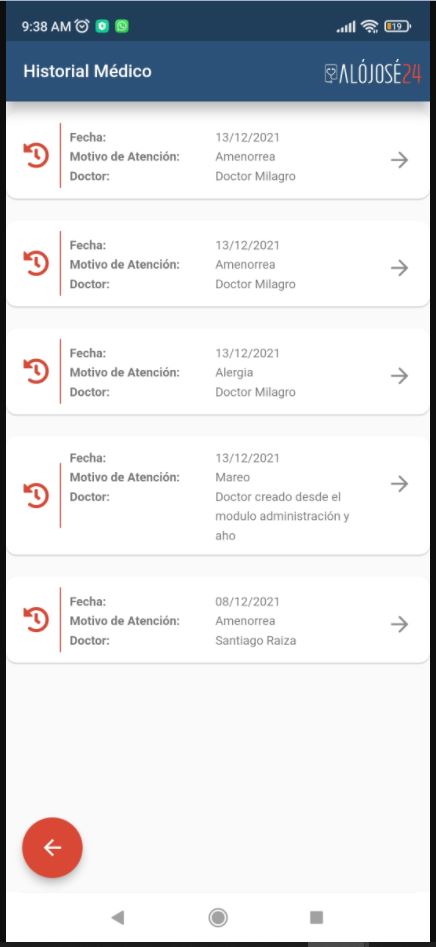 9:38 AM
19
Historial Médico
ALÓJOSÉ24
Fecha: 13/12/2021
Motivo de Atención: Amenorrea
Doctor: Doctor Milagro
Fecha: 13/12/2021
Motivo de Atención: Amenorrea
Doctor: Doctor Milagro
Fecha: 13/12/2021
Motivo de Atención: Alergia
Doctor: Doctor Milagro
Fecha: 13/12/2021
Motivo de Atención: Mareo
Doctor: Doctor creado desde el
modulo administración y
aho
Fecha: 08/12/2021
Motivo de Atención: Amenorrea
Doctor: Santiago Raiza